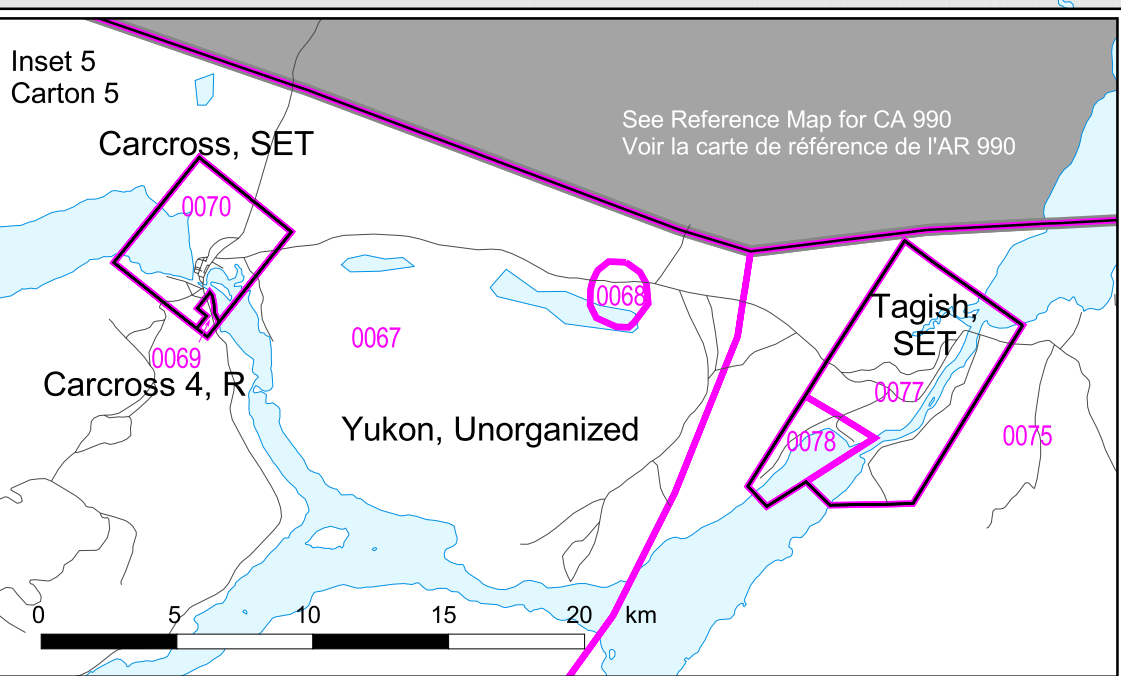 Inset 5
Carton 5
See Reference Map for CA 990
Voir la carte de référence de l'AR 990
Carcross, SET
0070
0068
Tagish,
SET
0067
0069
Carcross 4, R
0077
Yukon, Unorganized
0078
0075
0 5 10 15 20 km